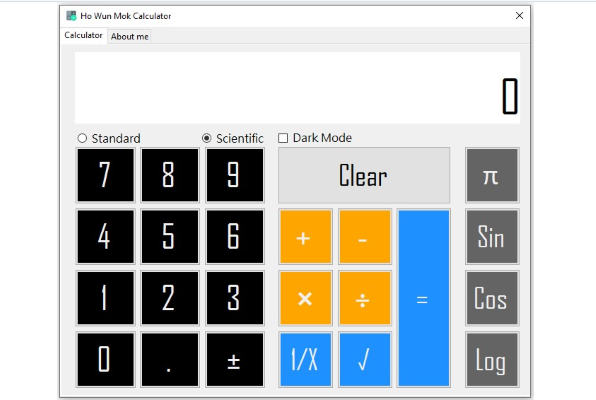 Ho Wun Mok Calculator
Calculator About me
0
Standard Scientific Dark Mode
7 8 9 Clear π
4 5 6 + - Sin
1 2 3 × ÷ = Cos
0 . ± 1/X √ Log